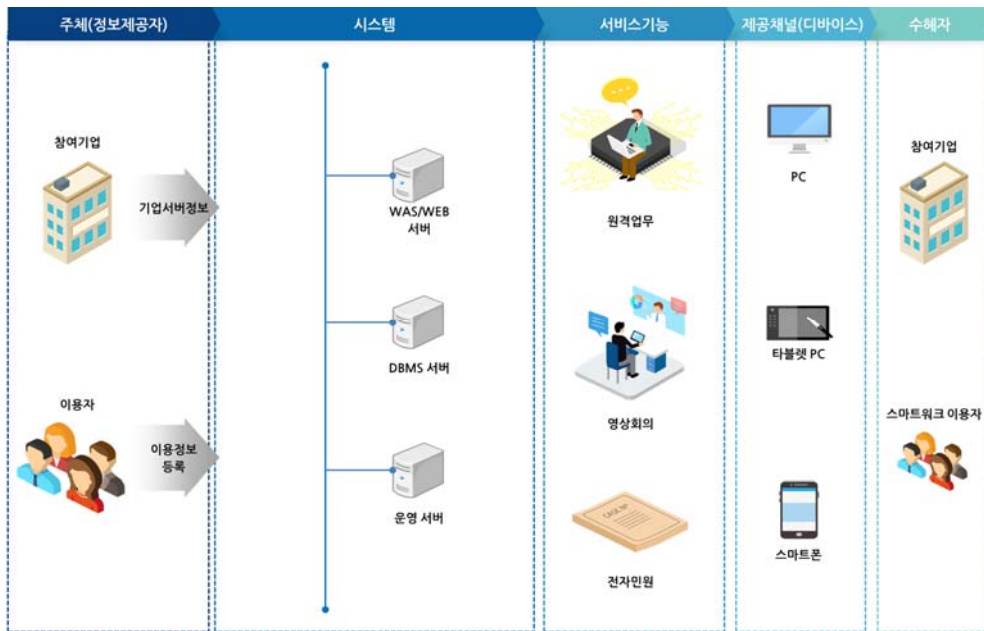 주체(정보제공자)
시스템
서비스기능
제공채널(디바이스)
수혜자
참여기업
기업서버정보
이용자
이용정보
등록
WAS/WEB
서버
DBMS 서버
운영 서버
원격업무
영상회의
전자민원
PC
타블렛 PC
스마트폰
참여기업
스마트워크 이용자